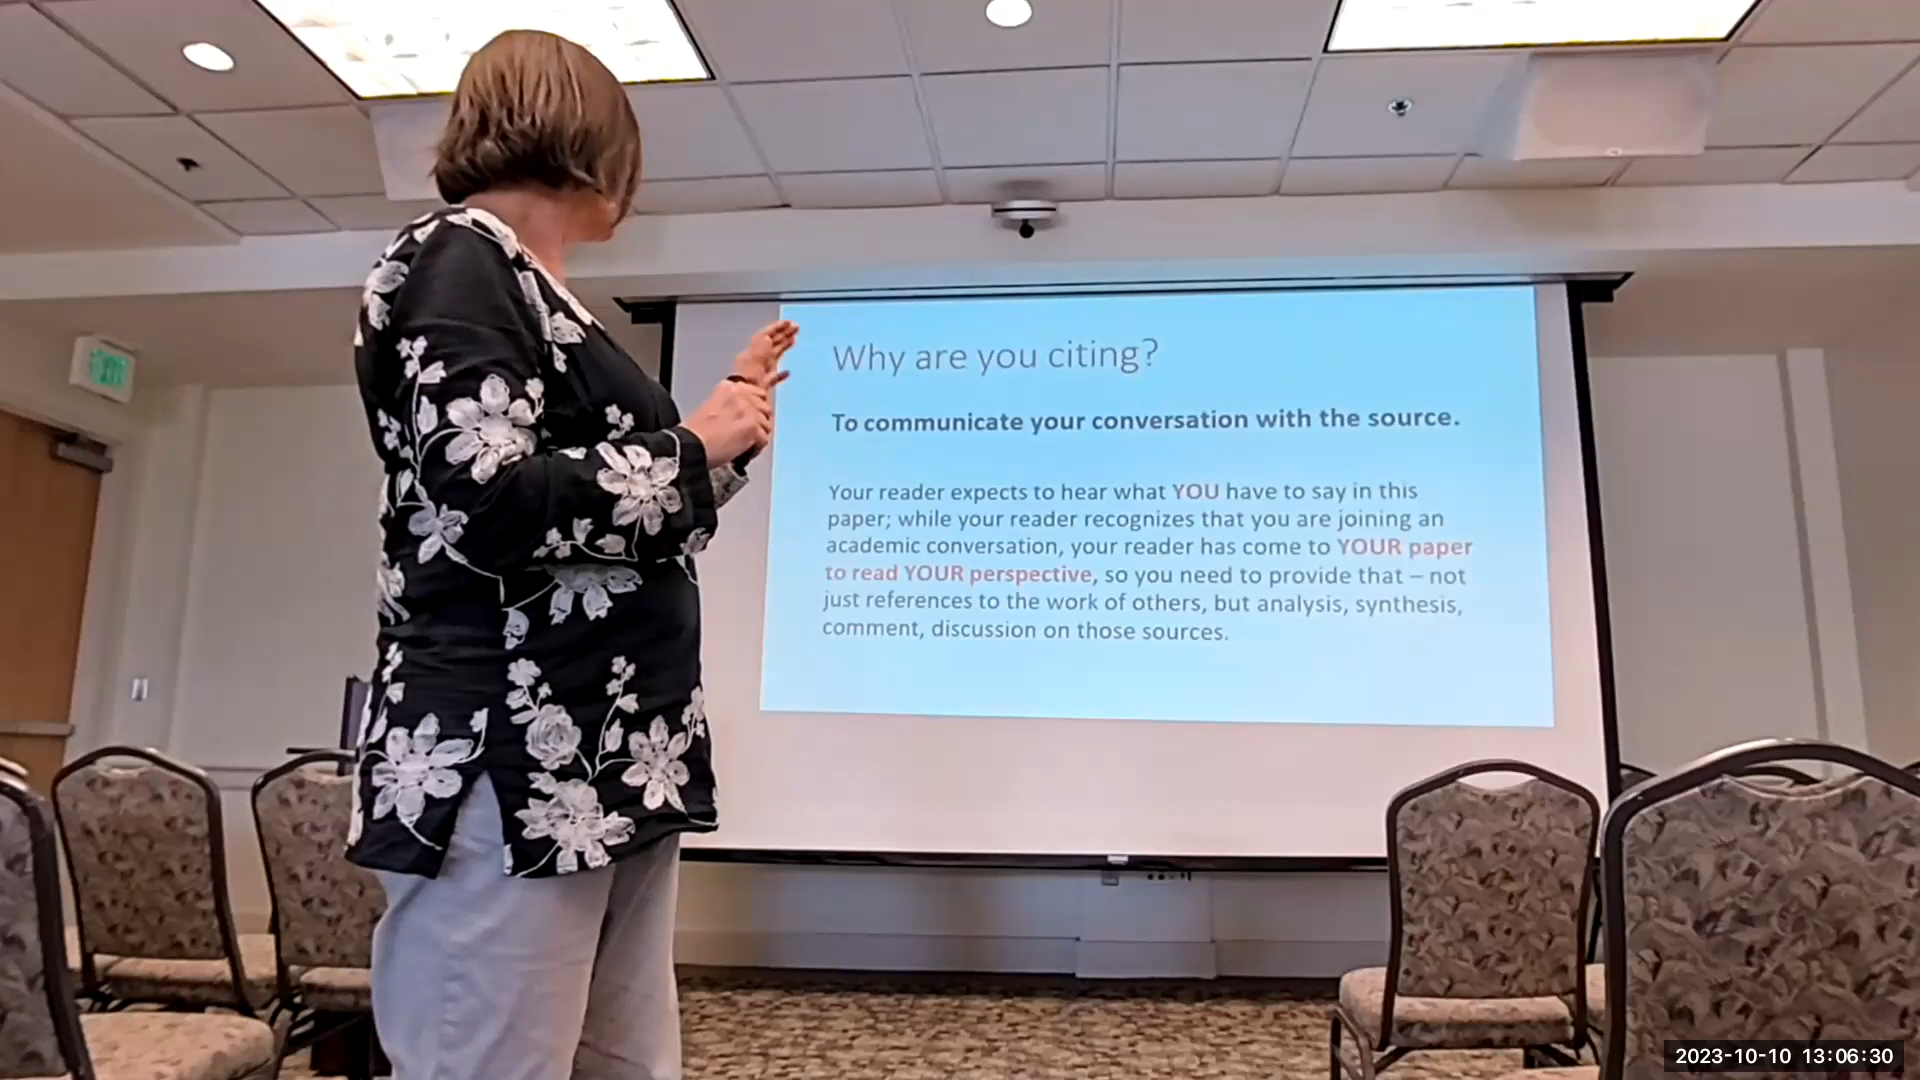 Why are you citing?
To communicate your conversation with the source.
Your reader expects to hear what YOU have to say in this
paper; while your reader recognizes that you are joining an
academic conversation, your reader has come to YOUR paper
to read YOUR perspective, so you need to provide that – not
just references to the work of others, but analysis, synthesis,
comment, discussion on those sources.
2023-10-10 13:06:30